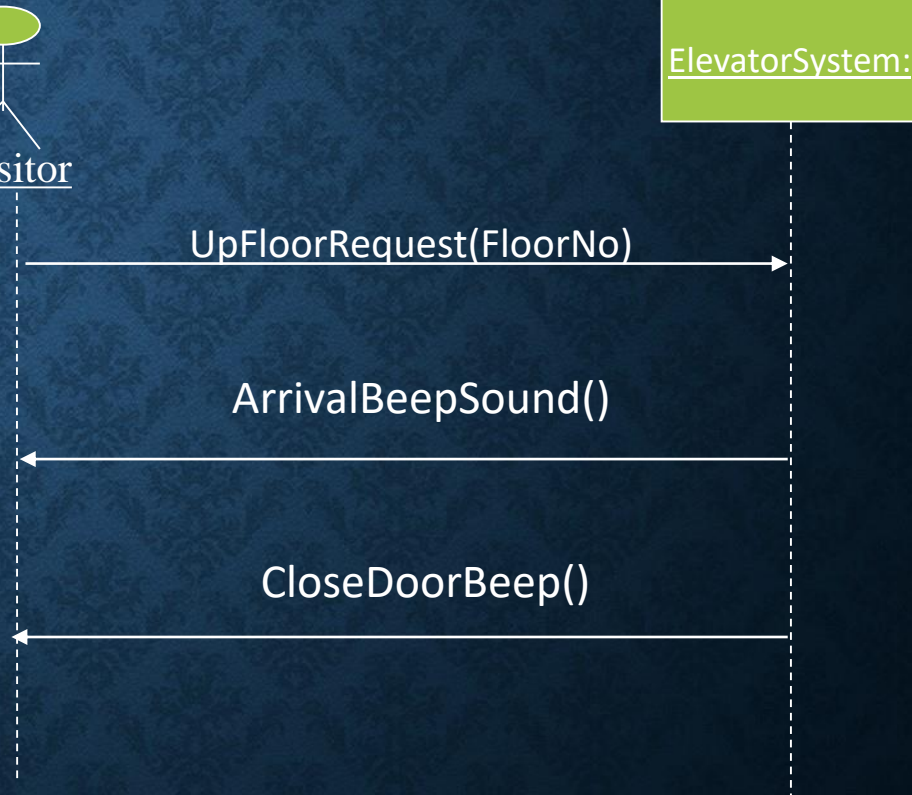 ElevatorSystem:
sitor
UpFloorRequest(FloorNo)
ArrivalBeepSound()
CloseDoorBeep()